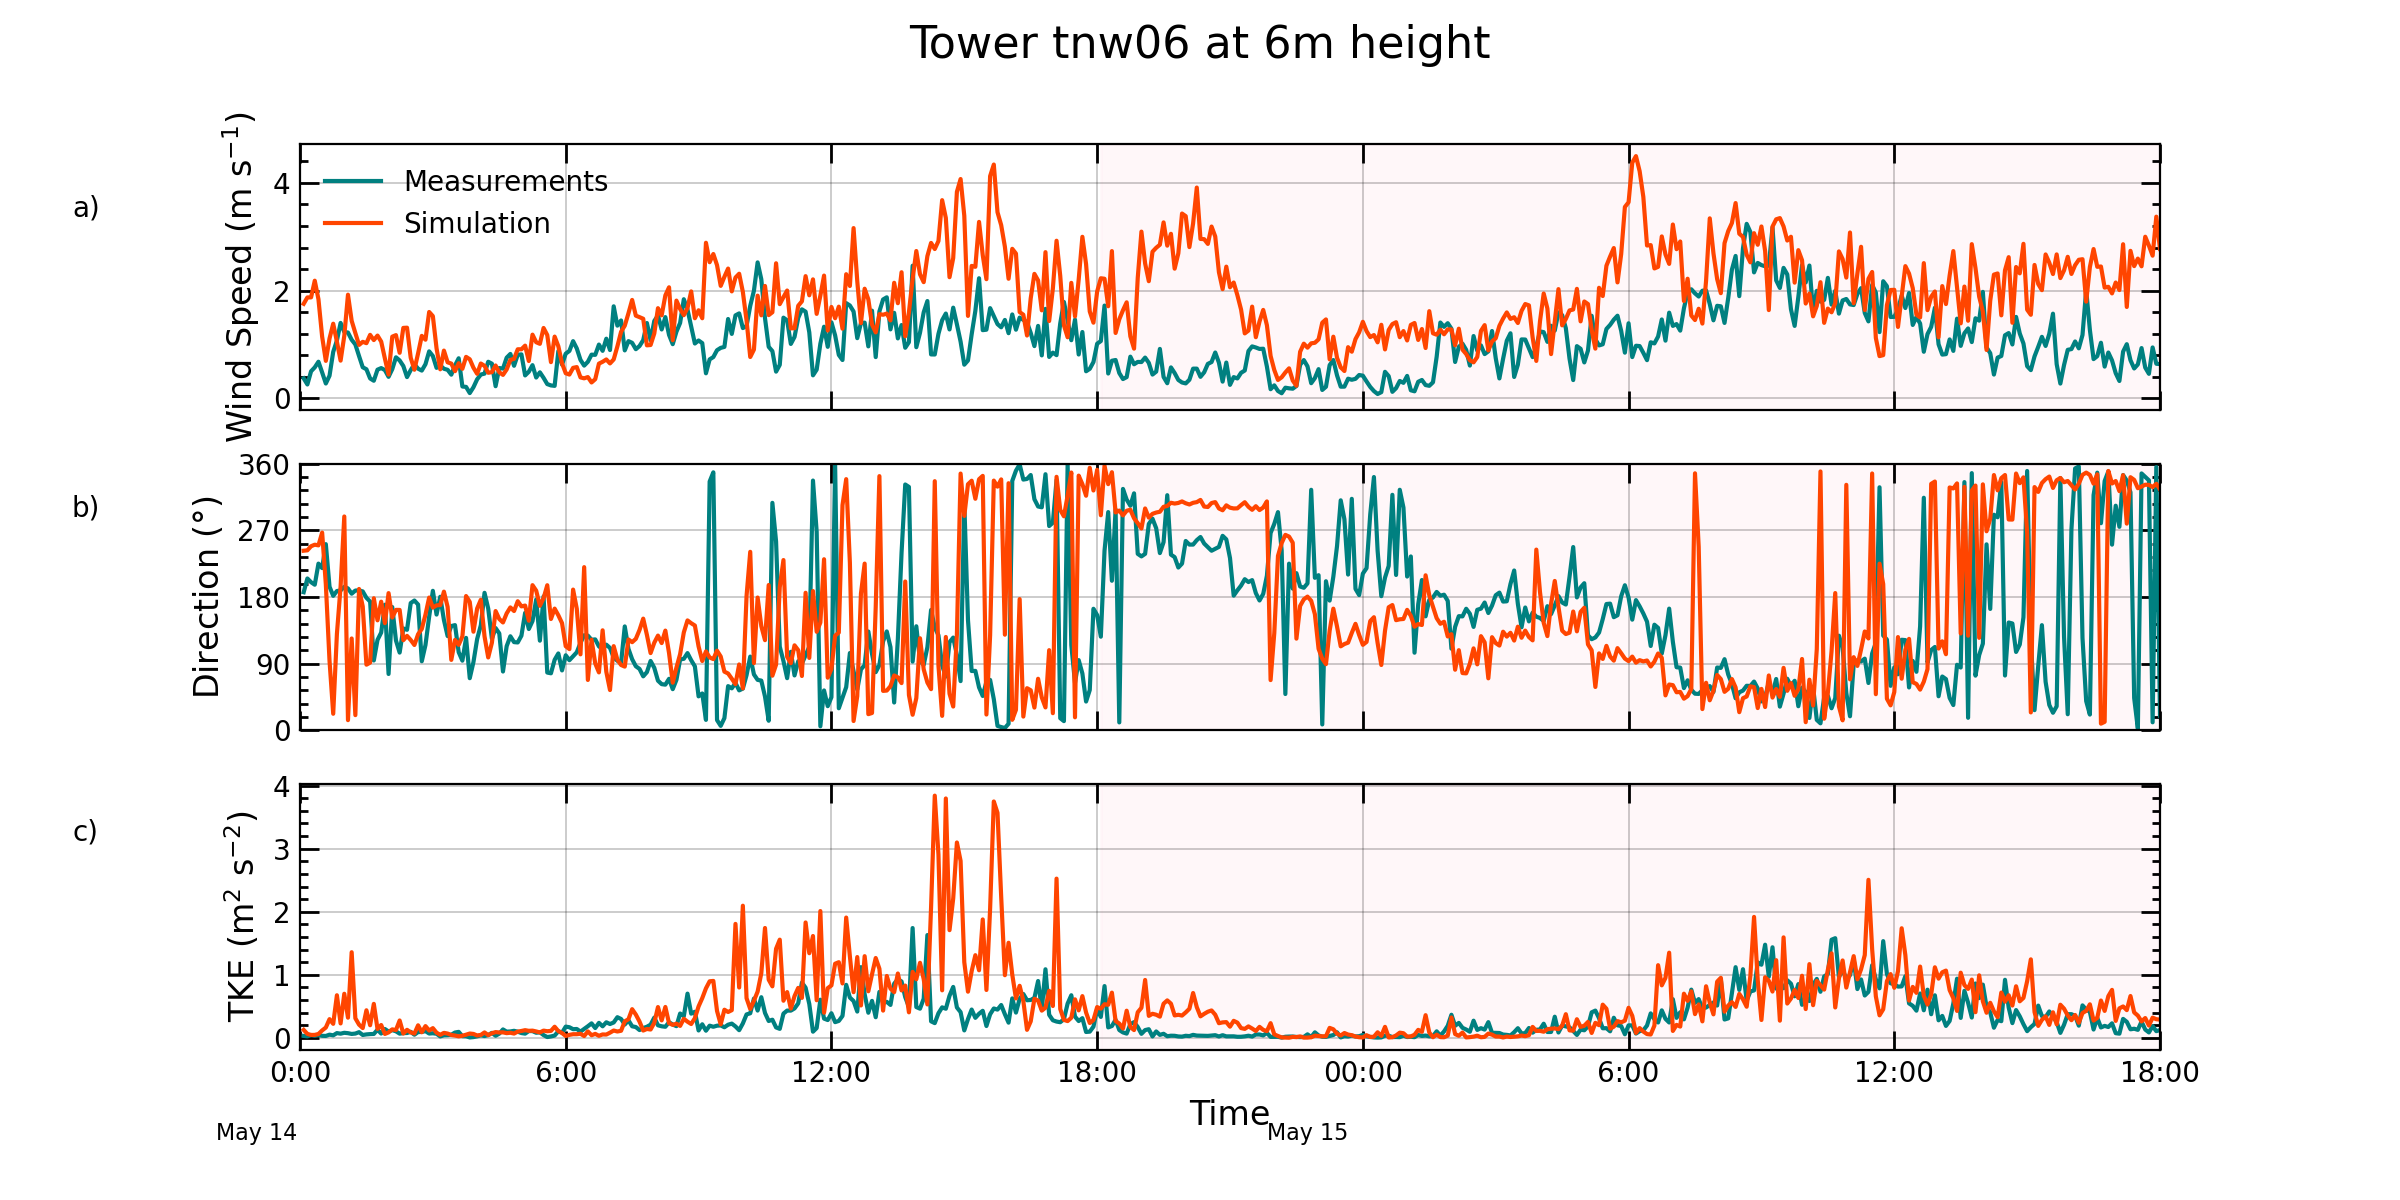 Tower tnw06 at 6m height
a)
Wind Speed (m s⁻¹)
4
2
0
Measurements
Simulation
b)
Direction (°)
360
270
180
90
0
c)
TKE (m² s⁻²)
4
3
2
1
0
0:00 6:00 12:00 18:00 00:00 6:00 12:00 18:00
Time
May 14 May 15